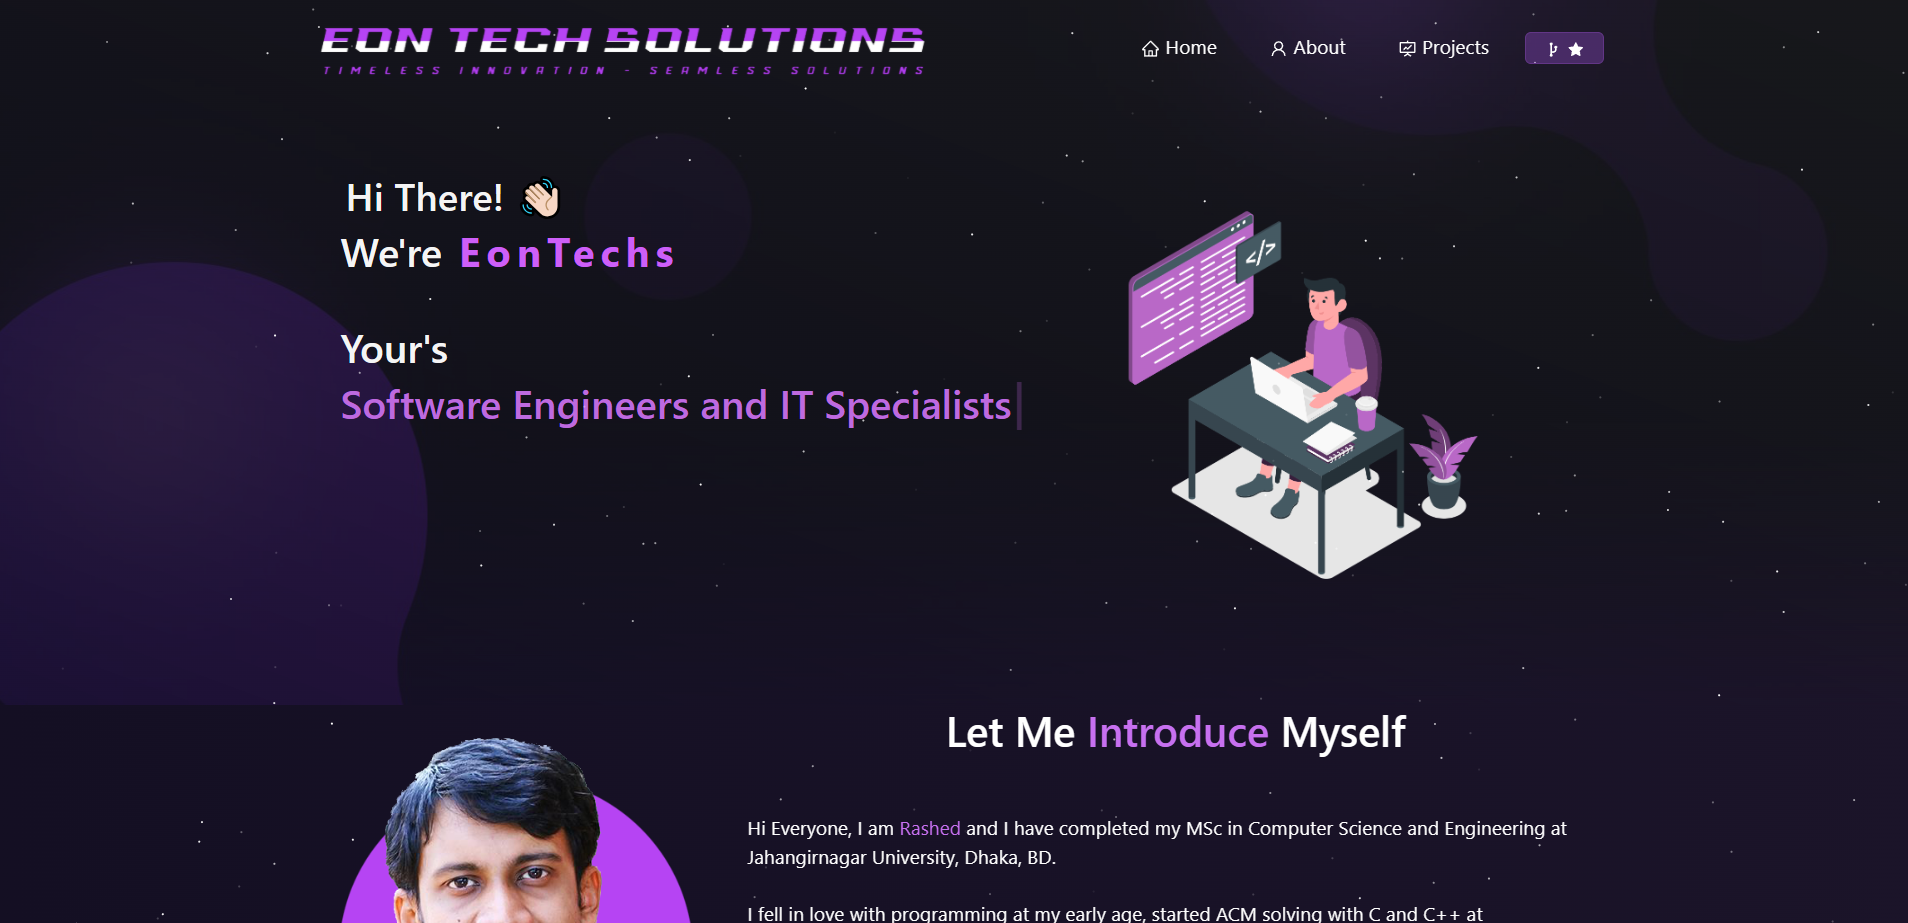 EON TECH SOLUTIONS
TIMELESS INNOVATION - SEAMLESS SOLUTIONS
Home
About
Projects
Hi There! 👋🏻
We're EonTechs
</>
Your's
Software Engineers and IT Specialists
Let Me Introduce Myself
Hi Everyone, I am Rashed and I have completed my MSc in Computer Science and Engineering at
Jahangirnagar University, Dhaka, BD.
I fell in love with programming at my early age, started ACM solving with C and C++ at